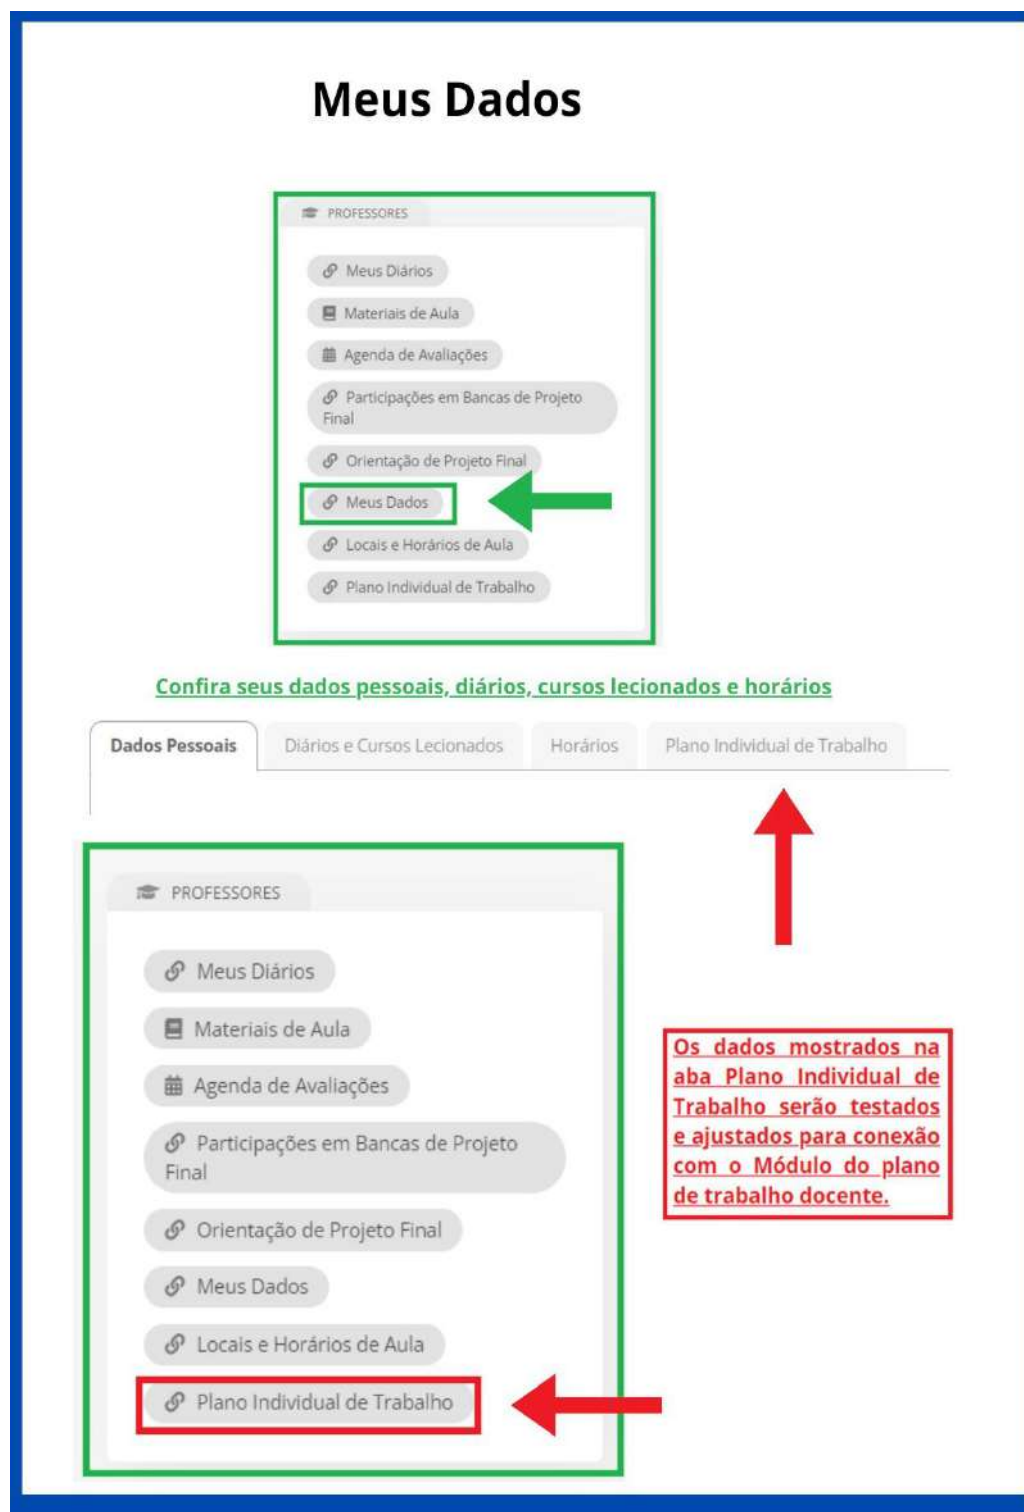 Meus Dados
PROFESSORES
Meus Diários
Materiais de Aula
Agenda de Avaliações
Participações em Bancas de Projeto
Final
Orientação de Projeto Final
Meus Dados
Locais e Horários de Aula
Plano Individual de Trabalho
Confira seus dados pessoais, diários, cursos lecionados e horários
Dados Pessoais
Diários e Cursos Lecionados
Horários
Plano Individual de Trabalho
PROFESSORES
Meus Diários
Materiais de Aula
Agenda de Avaliações
Participações em Bancas de Projeto
Final
Orientação de Projeto Final
Meus Dados
Locais e Horários de Aula
Plano Individual de Trabalho
Os dados mostrados na
aba Plano Individual de
Trabalho serão testados
e ajustados para conexão
com o Módulo do plano
de trabalho docente.